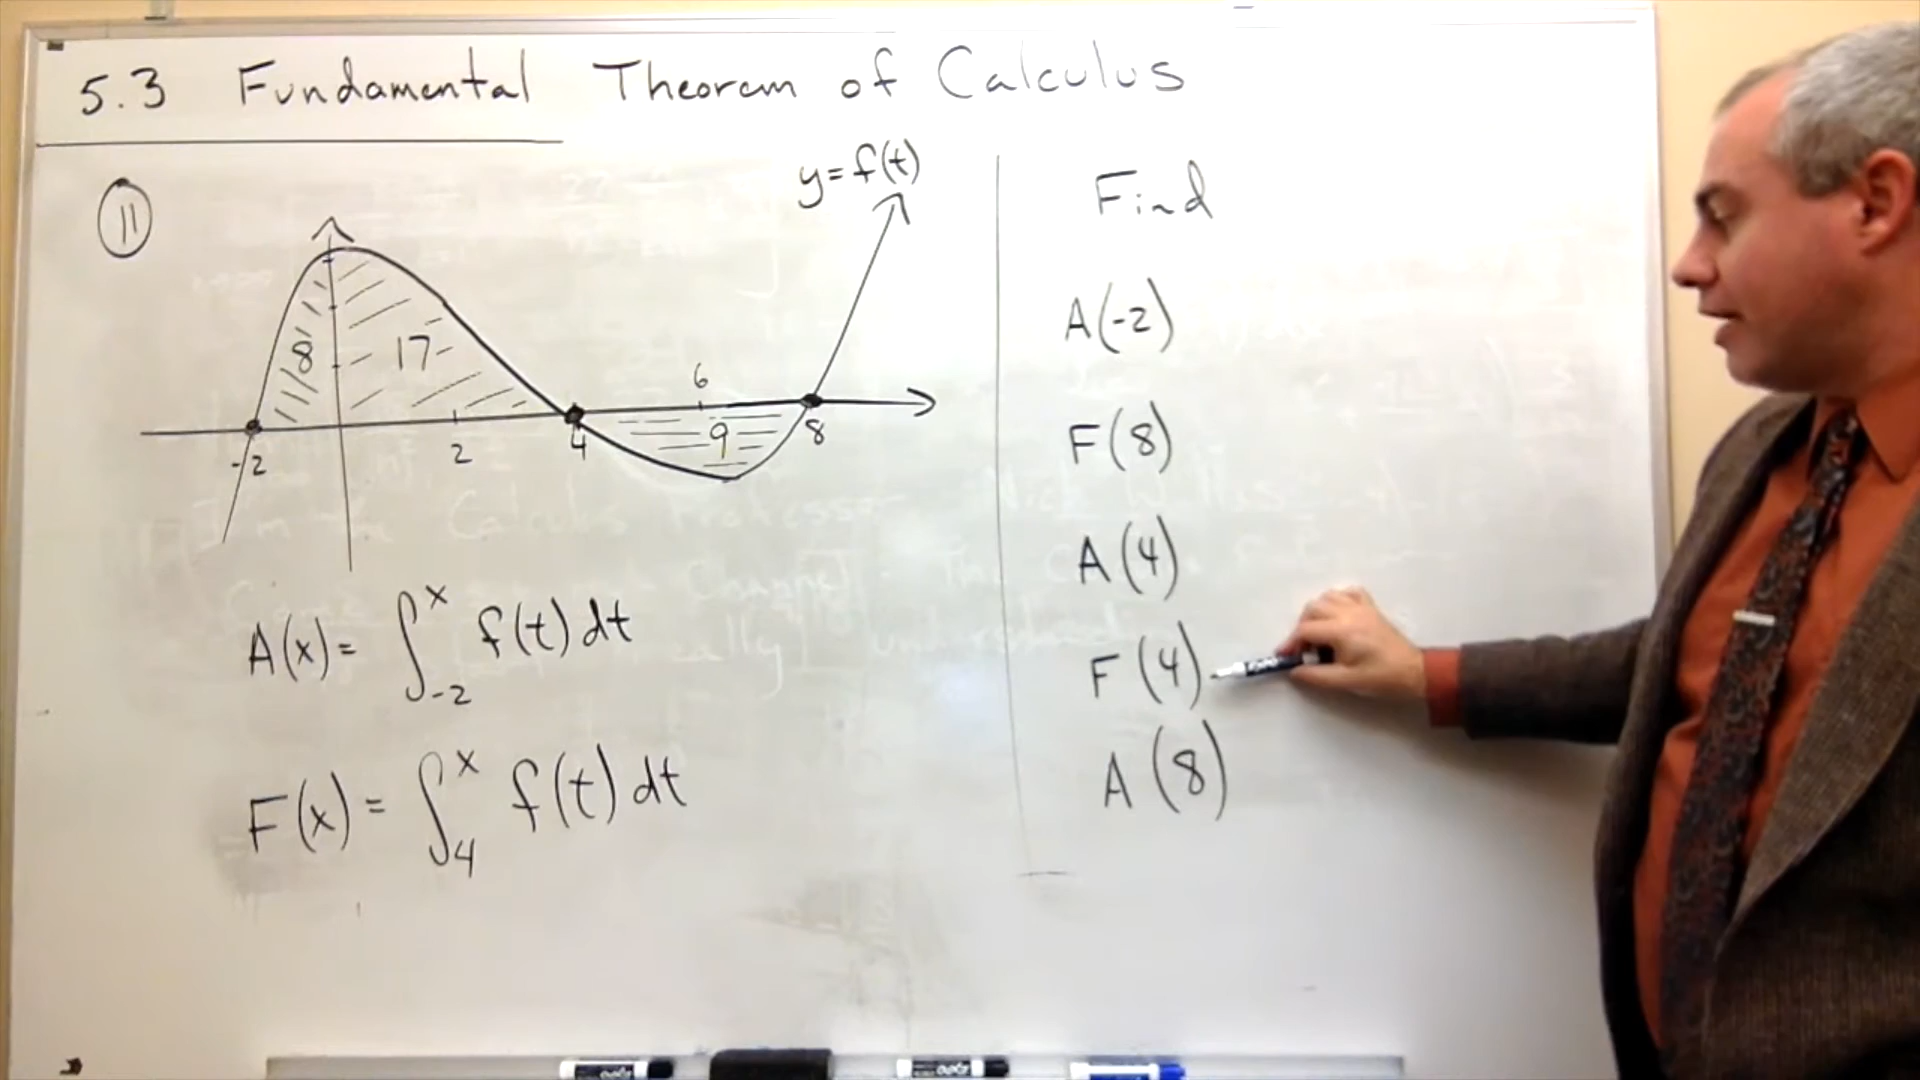 5.3 Fundamental Theorem of Calculus
11
y=f(t)
8
17
6
9
-2
2
4
8
A(x)= ∫_{-2}^{x} f(t) dt
F(x)= ∫_{4}^{x} f(t) dt
Find
A(-2)
F(8)
A(4)
F(4)
A(8)
EXPO